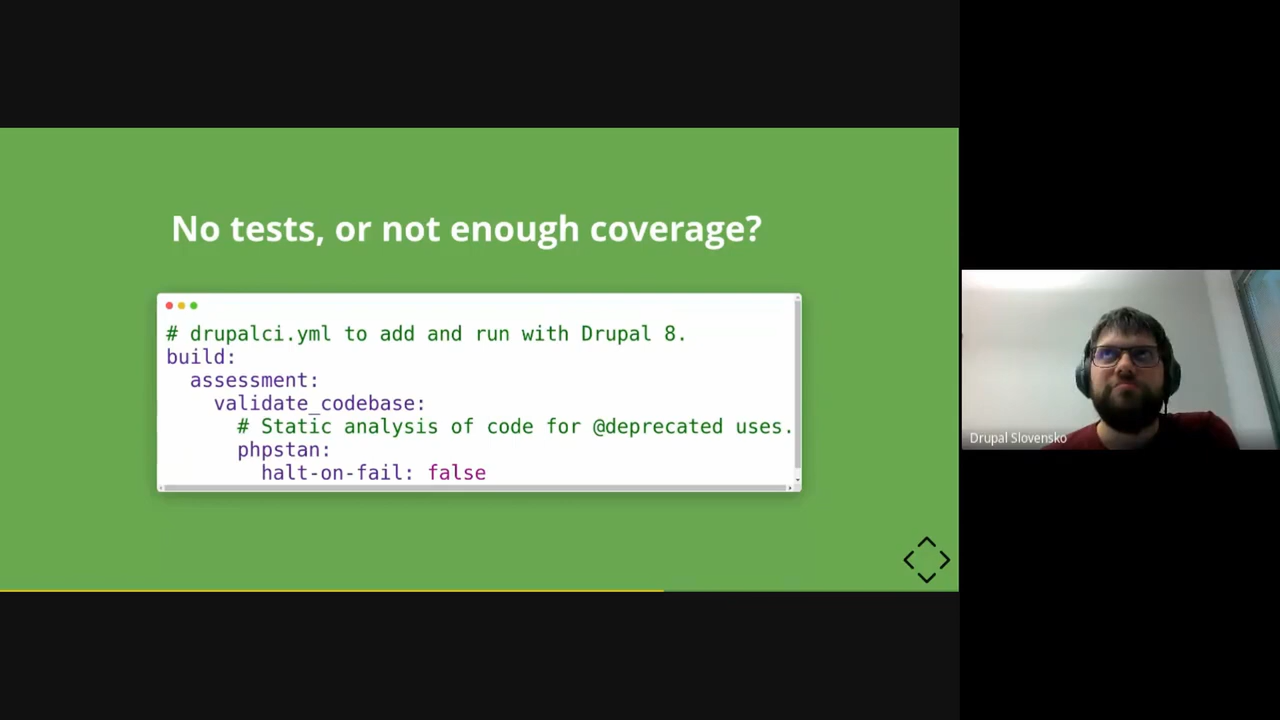 No tests, or not enough coverage?
# drupalci.yml to add and run with Drupal 8.
build:
  assessment:
    validate_codebase:
      # Static analysis of code for @deprecated uses.
      phpstan:
        halt-on-fail: false
Drupal Slovensko